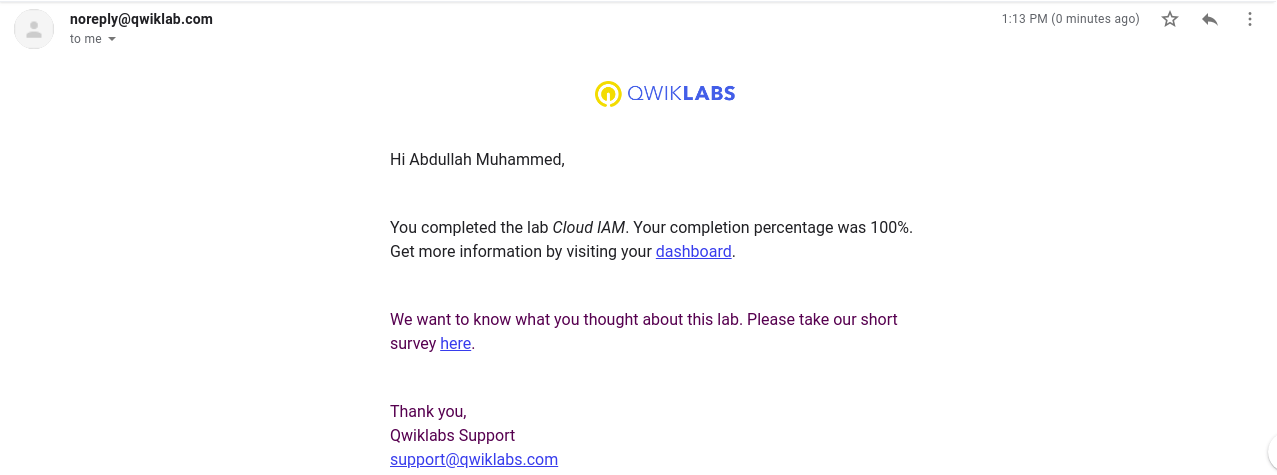 noreply@qwiklab.com
1:13 PM (0 minutes ago)
to me
QWIKLABS
Hi Abdullah Muhammed,
You completed the lab Cloud IAM. Your completion percentage was 100%.
Get more information by visiting your dashboard.
We want to know what you thought about this lab. Please take our short
survey here.
Thank you,
Qwiklabs Support
support@qwiklabs.com